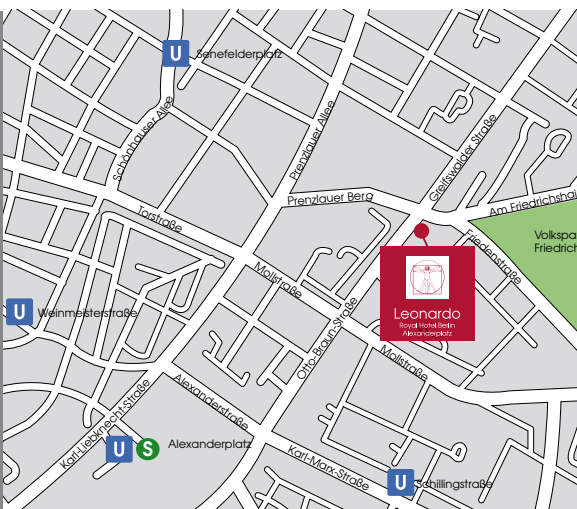 U
Senefelderplatz
Schönhauser Allee
Prenzlauer Allee
Greifswalder Straße
Prenzlauer Berg
Am Friedrichshai
Torstraße
Friedenstraße
Volkspa
Friedrich
Mollstraße
U
Weinmeisterstraße
Leonardo
Royal Hotel Berlin
Alexanderplatz
Otto-Braun-Straße
Mollstraße
Alexanderstraße
Karl-Liebknecht-Straße
U
S
Alexanderplatz
Karl-Marx-Straße
U
Schillingstraße